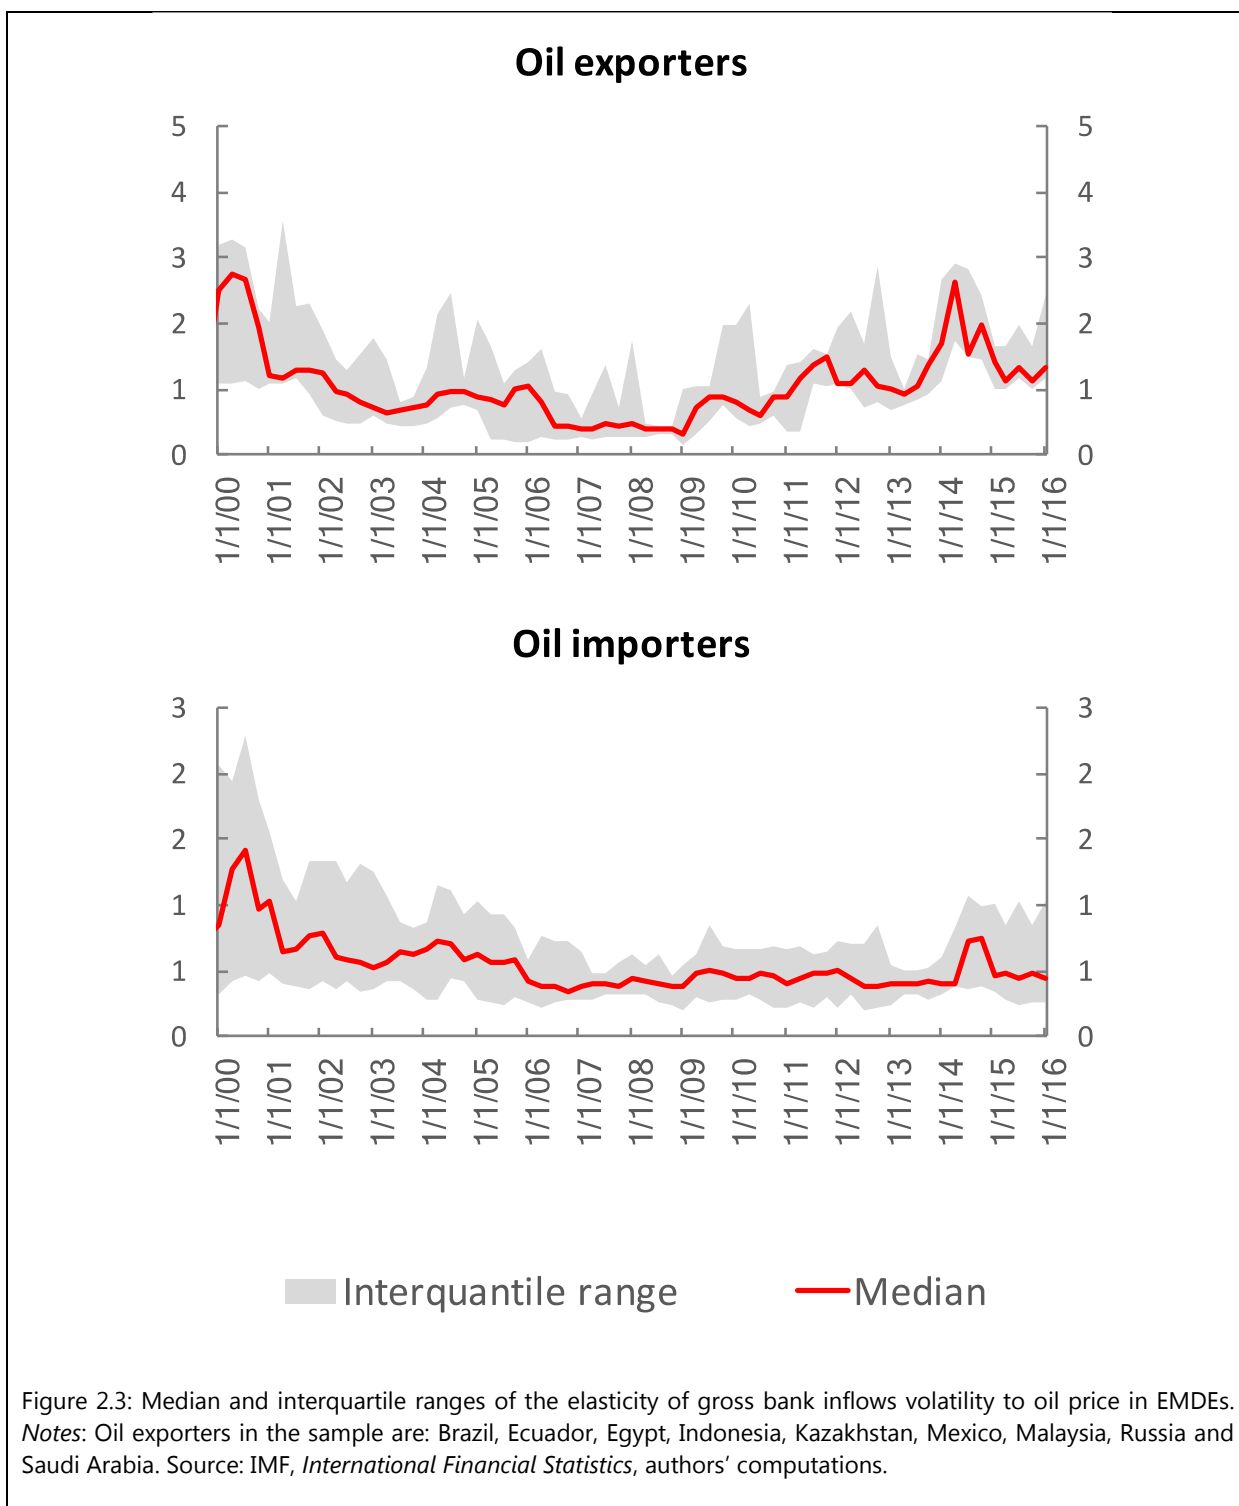 Oil exporters
5 5
4 4
3 3
2 2
1 1
0 0
1/1/00 1/1/01 1/1/02 1/1/03 1/1/04 1/1/05 1/1/06 1/1/07 1/1/08 1/1/09 1/1/10 1/1/11 1/1/12 1/1/13 1/1/14 1/1/15 1/1/16
Oil importers
3 3
2 2
2 2
1 1
1 1
0 0
1/1/00 1/1/01 1/1/02 1/1/03 1/1/04 1/1/05 1/1/06 1/1/07 1/1/08 1/1/09 1/1/10 1/1/11 1/1/12 1/1/13 1/1/14 1/1/15 1/1/16
Interquantile range Median
Figure 2.3: Median and interquartile ranges of the elasticity of gross bank inflows volatility to oil price in EMDEs.
Notes: Oil exporters in the sample are: Brazil, Ecuador, Egypt, Indonesia, Kazakhstan, Mexico, Malaysia, Russia and
Saudi Arabia. Source: IMF, International Financial Statistics, authors’ computations.